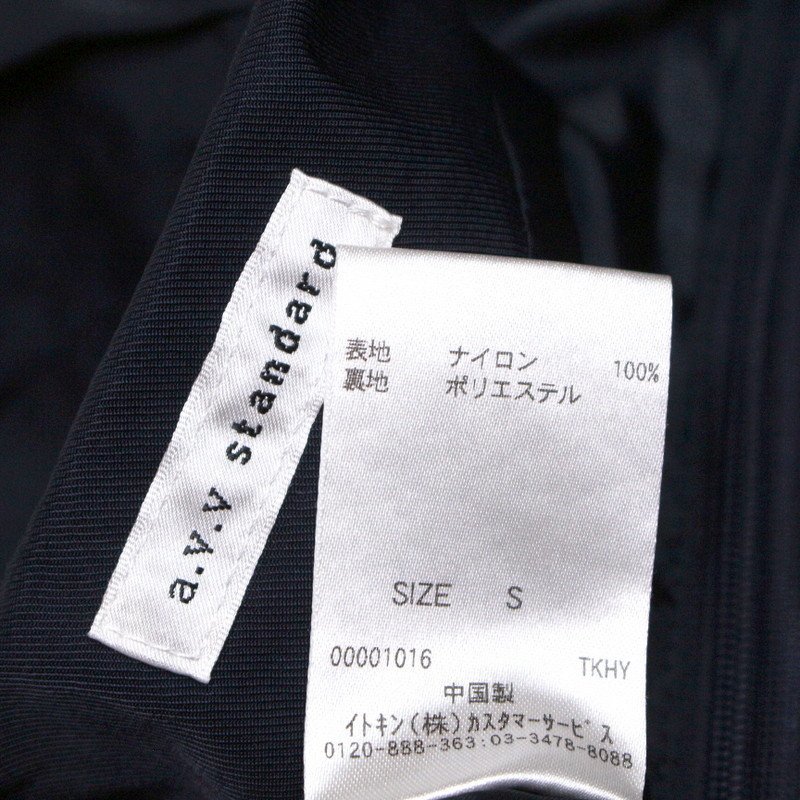 a.v.v standard
表地 ナイロン 100%
裏地 ポリエステル
SIZE S
00001016 TKHY
中国製
イトキン(株)カスタマーサービス
0120-888-363:03-3478-8088